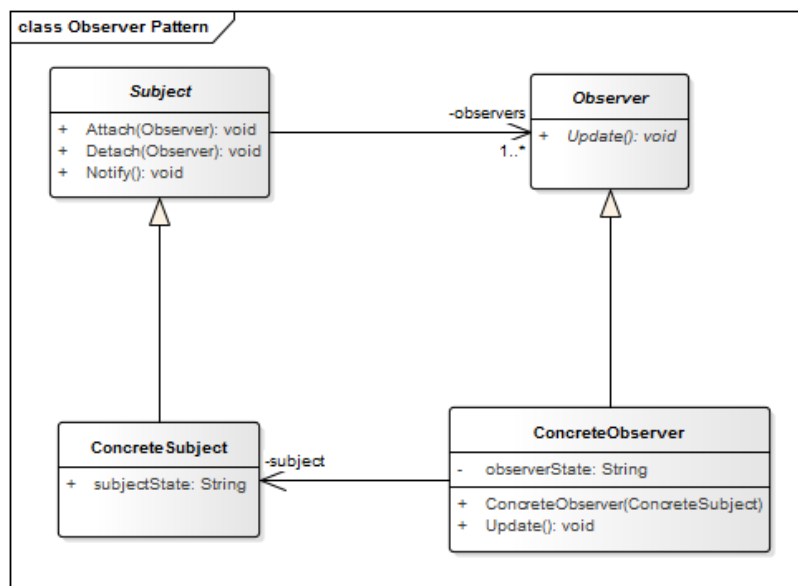 class Observer Pattern
Subject
+ Attach(Observer): void
+ Detach(Observer): void
+ Notify(): void
-observers
1..*
Observer
+ Update(): void
ConcreteSubject
+ subjectState: String
-subject
ConcreteObserver
- observerState: String
+ ConcreteObserver(ConcreteSubject)
+ Update(): void